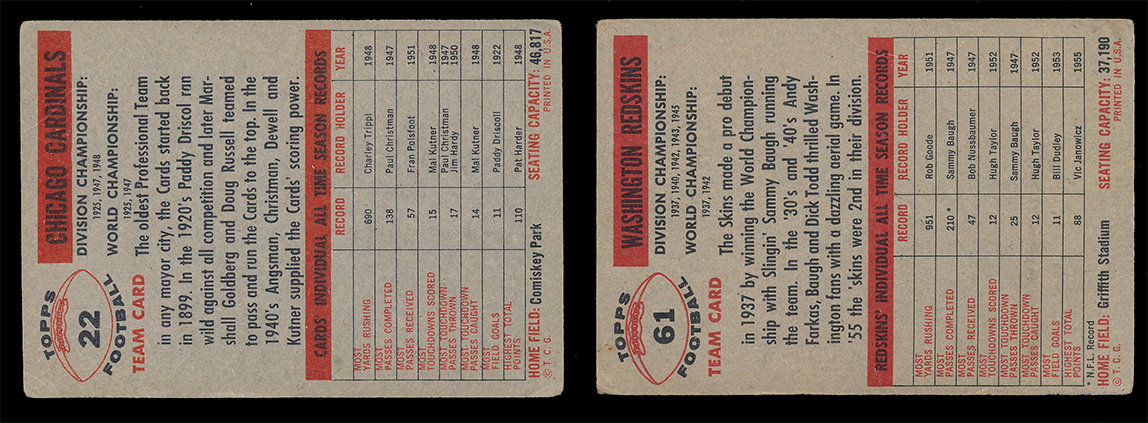 TOPPS
22
FOOTBALL
TEAM CARD
CHICAGO CARDINALS
DIVISION CHAMPIONSHIP:
1925, 1947, 1948
WORLD CHAMPIONSHIP:
1925, 1947
The oldest Professional Team
in any mayor city, the Cards started back
in 1899. In the 1920's Paddy Driscol ran
wild against all competition and later Mar-
shall Goldberg and Doug Russell teamed
to pass and run the Cards to the top. In the
1940's Angsman, Christman, Dewell and
Kutner supplied the Cards' scoring power.
CARDS' INDIVIDUAL ALL TIME SEASON RECORDS
RECORD RECORD HOLDER YEAR
MOST YARDS RUSHING 690 Charley Trippi 1948
MOST PASSES COMPLETED 138 Paul Christman 1947
MOST PASSES RECEIVED 57 Fran Polsfoot 1951
MOST TOUCHDOWNS SCORED 15 Mal Kutner 1948
MOST TOUCHDOWN PASSES THROWN 17 Paul Christman Jim Hardy 1947 1950
MOST TOUCHDOWN PASSES CAUGHT 14 Mal Kutner 1948
MOST FIELD GOALS 11 Paddy Driscoll 1922
HIGHEST TOTAL POINTS 110 Pat Harder 1948
HOME FIELD: Comiskey Park SEATING CAPACITY: 46,817
© T. C. G. PRINTED IN U.S.A.
TOPPS
61
FOOTBALL
TEAM CARD
WASHINGTON REDSKINS
DIVISION CHAMPIONSHIP:
1937, 1940, 1942, 1943, 1945
WORLD CHAMPIONSHIP:
1937, 1942
The Skins made a pro debut
in 1937 by winning the World Champion-
ship with Slingin' Sammy Baugh running
the team. In the '30's and '40's Andy
Farkas, Baugh and Dick Todd thrilled Wash-
ington fans with a dazzling aerial game. In
'55 the 'skins were 2nd in their division.
REDSKINS' INDIVIDUAL ALL TIME SEASON RECORDS
RECORD RECORD HOLDER YEAR
MOST YARDS RUSHING 951 Rob Goode 1951
MOST PASSES COMPLETED 210 * Sammy Baugh 1947
MOST PASSES RECEIVED 47 Bob Nussbaumer 1947
MOST TOUCHDOWNS SCORED 12 Hugh Taylor 1952
MOST TOUCHDOWN PASSES THROWN 25 Sammy Baugh 1947
MOST TOUCHDOWN PASSES CAUGHT 12 Hugh Taylor 1952
MOST FIELD GOALS 11 Bill Dudley 1953
HIGHEST TOTAL POINTS 88 Vic Janowicz 1955
* N.F.L. Record
HOME FIELD: Griffith Stadium SEATING CAPACITY: 37,190
© T. C. G. PRINTED IN U.S.A.